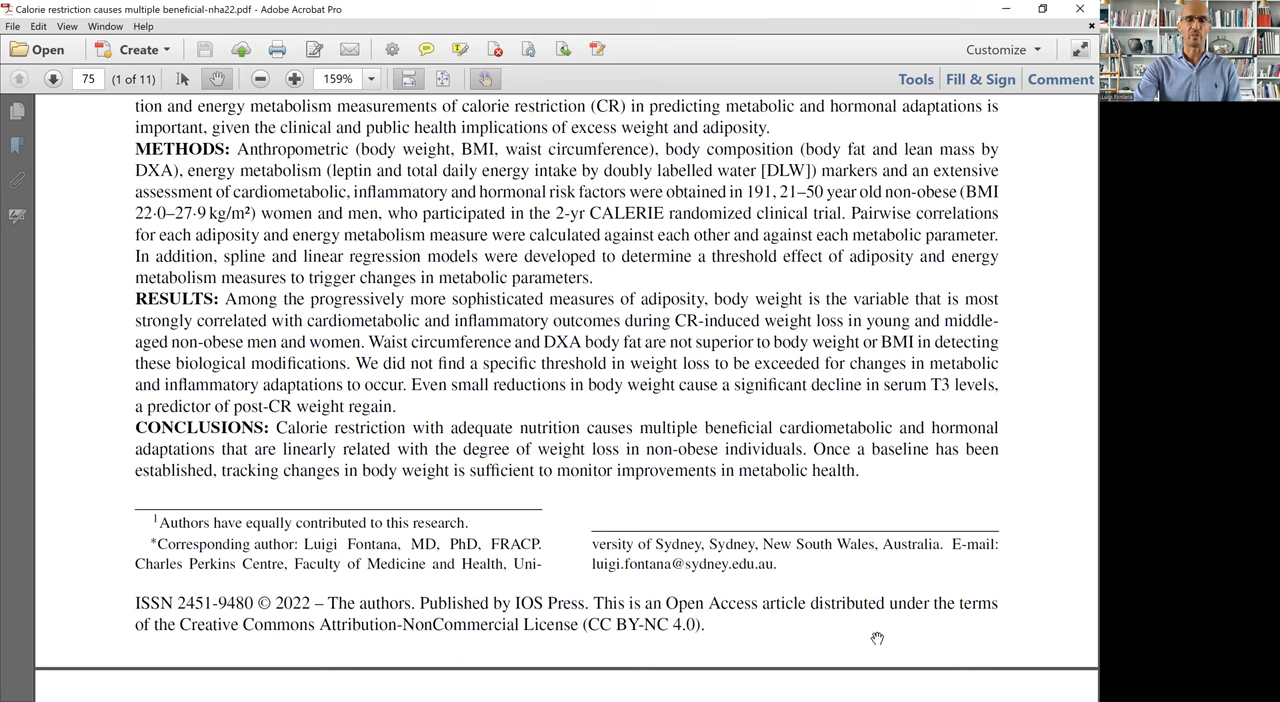 Calorie restriction causes multiple beneficial-nha22.pdf - Adobe Acrobat Pro
File Edit View Window Help
Open Create Customize
75 (1 of 11) 159% Tools Fill & Sign Comment
Luigi Fontana
tion and energy metabolism measurements of calorie restriction (CR) in predicting metabolic and hormonal adaptations is
important, given the clinical and public health implications of excess weight and adiposity.
METHODS: Anthropometric (body weight, BMI, waist circumference), body composition (body fat and lean mass by
DXA), energy metabolism (leptin and total daily energy intake by doubly labelled water [DLW]) markers and an extensive
assessment of cardiometabolic, inflammatory and hormonal risk factors were obtained in 191, 21–50 year old non-obese (BMI
22·0–27·9 kg/m²) women and men, who participated in the 2-yr CALERIE randomized clinical trial. Pairwise correlations
for each adiposity and energy metabolism measure were calculated against each other and against each metabolic parameter.
In addition, spline and linear regression models were developed to determine a threshold effect of adiposity and energy
metabolism measures to trigger changes in metabolic parameters.
RESULTS: Among the progressively more sophisticated measures of adiposity, body weight is the variable that is most
strongly correlated with cardiometabolic and inflammatory outcomes during CR-induced weight loss in young and middle-
aged non-obese men and women. Waist circumference and DXA body fat are not superior to body weight or BMI in detecting
these biological modifications. We did not find a specific threshold in weight loss to be exceeded for changes in metabolic
and inflammatory adaptations to occur. Even small reductions in body weight cause a significant decline in serum T3 levels,
a predictor of post-CR weight regain.
CONCLUSIONS: Calorie restriction with adequate nutrition causes multiple beneficial cardiometabolic and hormonal
adaptations that are linearly related with the degree of weight loss in non-obese individuals. Once a baseline has been
established, tracking changes in body weight is sufficient to monitor improvements in metabolic health.
1Authors have equally contributed to this research.
*Corresponding author: Luigi Fontana, MD, PhD, FRACP.
Charles Perkins Centre, Faculty of Medicine and Health, Uni-
versity of Sydney, Sydney, New South Wales, Australia. E-mail:
luigi.fontana@sydney.edu.au.
ISSN 2451-9480 © 2022 – The authors. Published by IOS Press. This is an Open Access article distributed under the terms
of the Creative Commons Attribution-NonCommercial License (CC BY-NC 4.0).